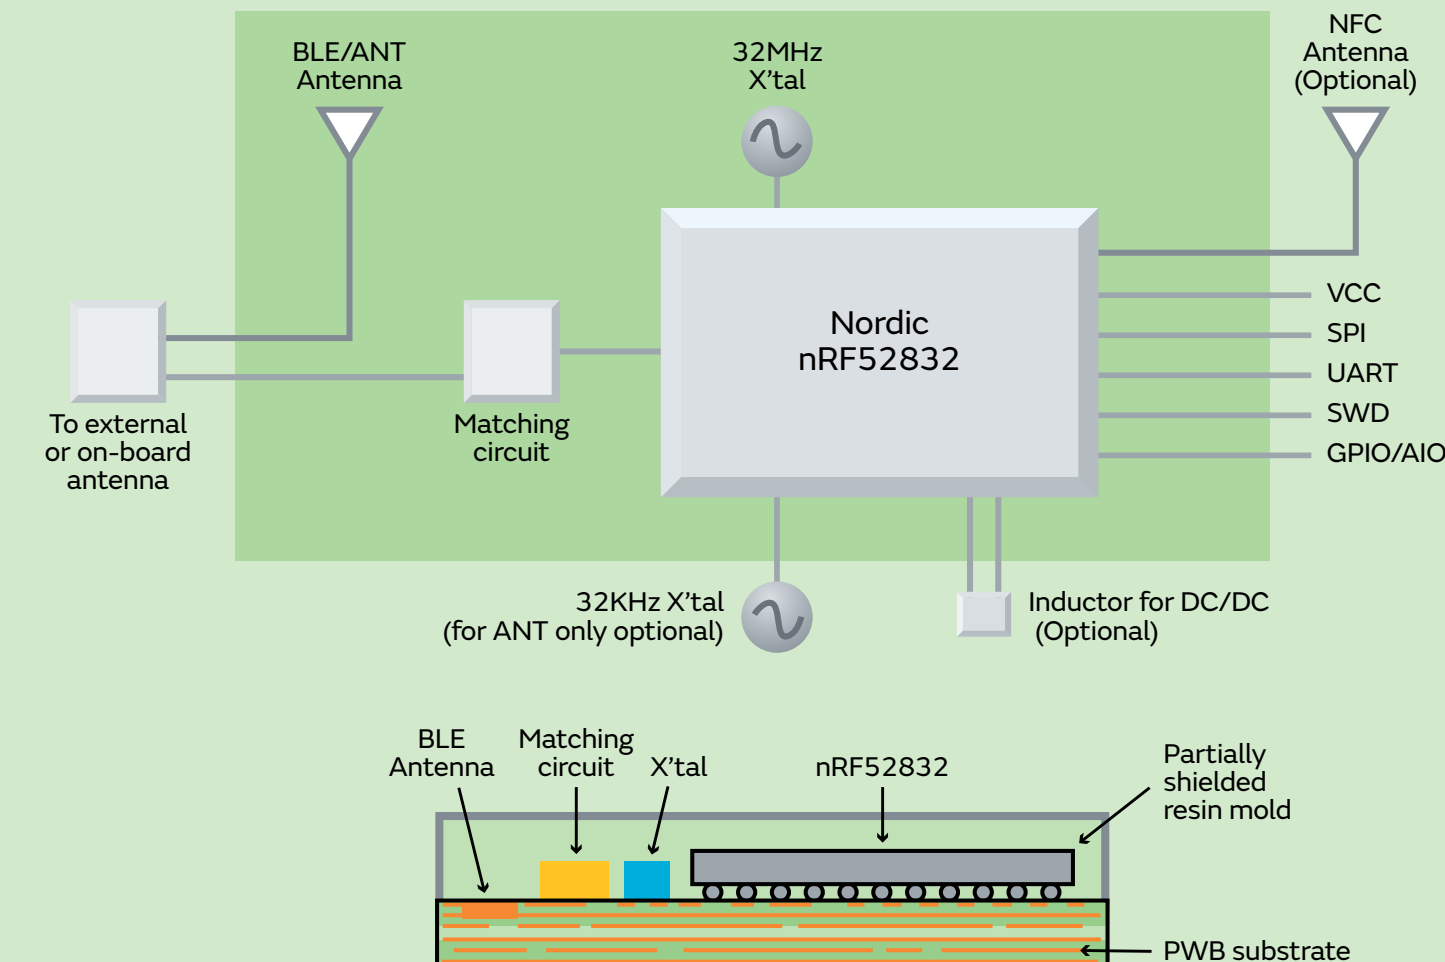 BLE/ANT
Antenna
32MHz
X’tal
NFC
Antenna
(Optional)
Nordic
nRF52832
VCC
SPI
UART
SWD
GPIO/AIO
To external
or on-board
antenna
Matching
circuit
32KHz X’tal
(for ANT only optional)
Inductor for DC/DC
(Optional)
BLE
Antenna
Matching
circuit
X’tal
nRF52832
Partially
shielded
resin mold
PWB substrate